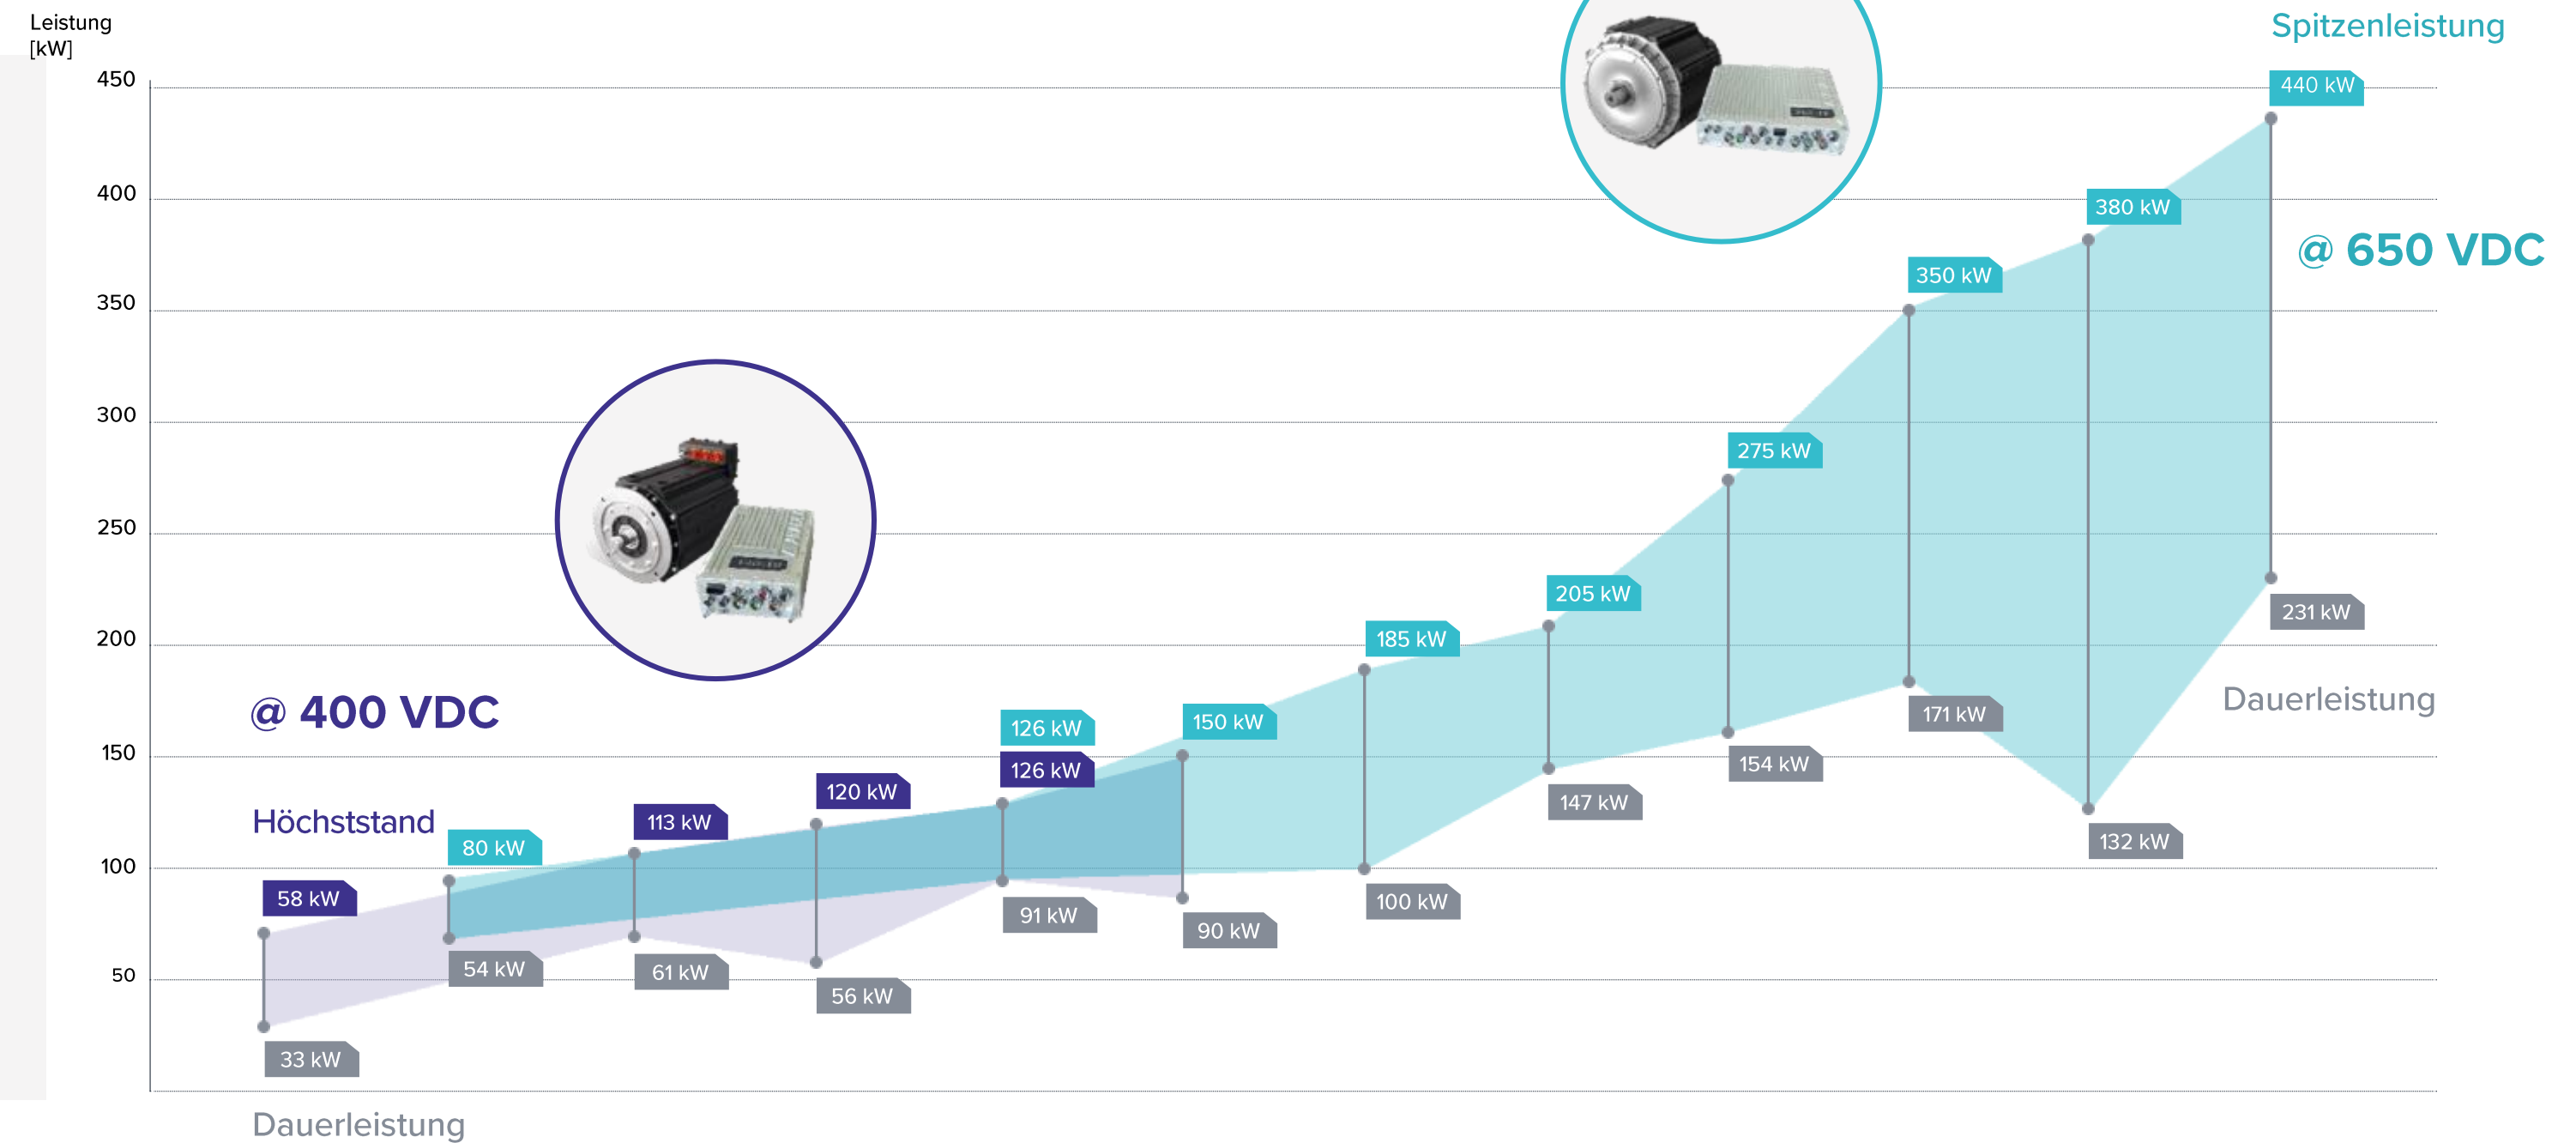 Leistung
[kW]
Spitzenleistung
450
440 kW
400
380 kW
@ 650 VDC
350
350 kW
300
275 kW
250
205 kW
231 kW
200
185 kW
Dauerleistung
@ 400 VDC
171 kW
126 kW
150 kW
150
126 kW
154 kW
120 kW
147 kW
Höchststand
113 kW
132 kW
80 kW
100
58 kW
100 kW
91 kW
90 kW
50
54 kW
61 kW
56 kW
33 kW
Dauerleistung